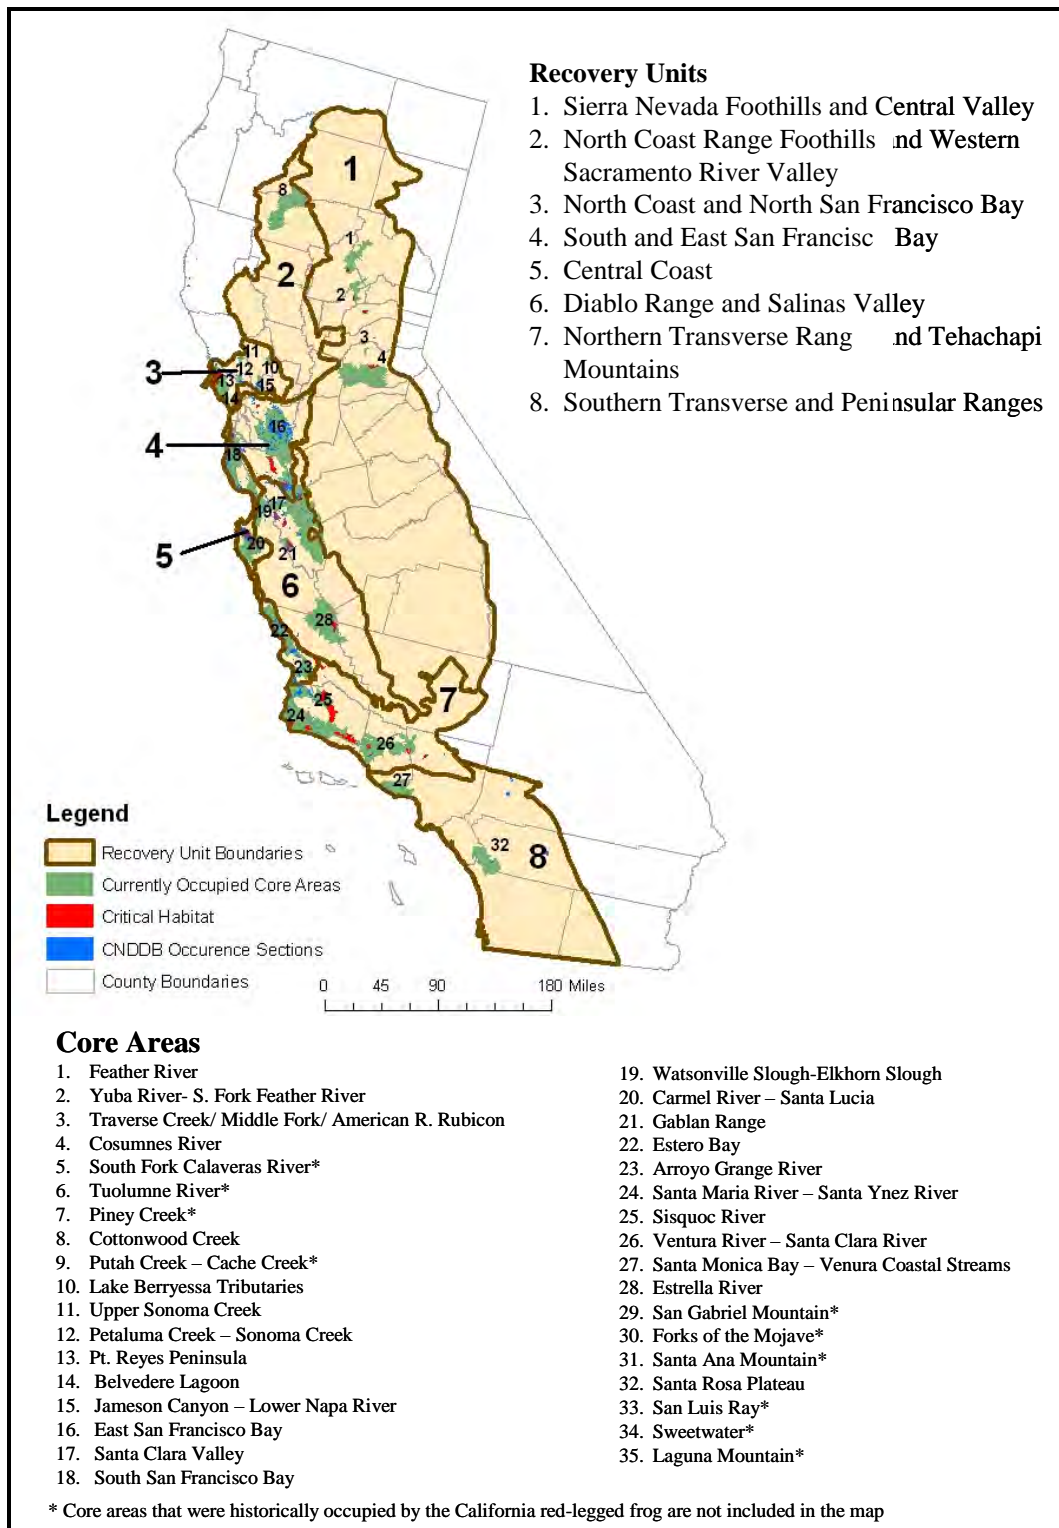 Recovery Units
1. Sierra Nevada Foothills and Central Valley
2. North Coast Range Foothills nd Western
Sacramento River Valley
3. North Coast and North San Francisco Bay
4. South and East San Francisc Bay
5. Central Coast
6. Diablo Range and Salinas Valley
7. Northern Transverse Rang nd Tehachapi
Mountains
8. Southern Transverse and Peninsular Ranges
1
8
1
2
2
3
4
11
3
12
10
13
15
14
16
4
18
17
19
5
20
21
6
28
22
23
7
25
24
26
27
32
8
Legend
Recovery Unit Boundaries
Currently Occupied Core Areas
Critical Habitat
CNDDB Occurence Sections
County Boundaries
0 45 90 180 Miles
Core Areas
1. Feather River
2. Yuba River- S. Fork Feather River
3. Traverse Creek/ Middle Fork/ American R. Rubicon
4. Cosumnes River
5. South Fork Calaveras River*
6. Tuolumne River*
7. Piney Creek*
8. Cottonwood Creek
9. Putah Creek – Cache Creek*
10. Lake Berryessa Tributaries
11. Upper Sonoma Creek
12. Petaluma Creek – Sonoma Creek
13. Pt. Reyes Peninsula
14. Belvedere Lagoon
15. Jameson Canyon – Lower Napa River
16. East San Francisco Bay
17. Santa Clara Valley
18. South San Francisco Bay
19. Watsonville Slough-Elkhorn Slough
20. Carmel River – Santa Lucia
21. Gablan Range
22. Estero Bay
23. Arroyo Grange River
24. Santa Maria River – Santa Ynez River
25. Sisquoc River
26. Ventura River – Santa Clara River
27. Santa Monica Bay – Venura Coastal Streams
28. Estrella River
29. San Gabriel Mountain*
30. Forks of the Mojave*
31. Santa Ana Mountain*
32. Santa Rosa Plateau
33. San Luis Ray*
34. Sweetwater*
35. Laguna Mountain*
* Core areas that were historically occupied by the California red-legged frog are not included in the map